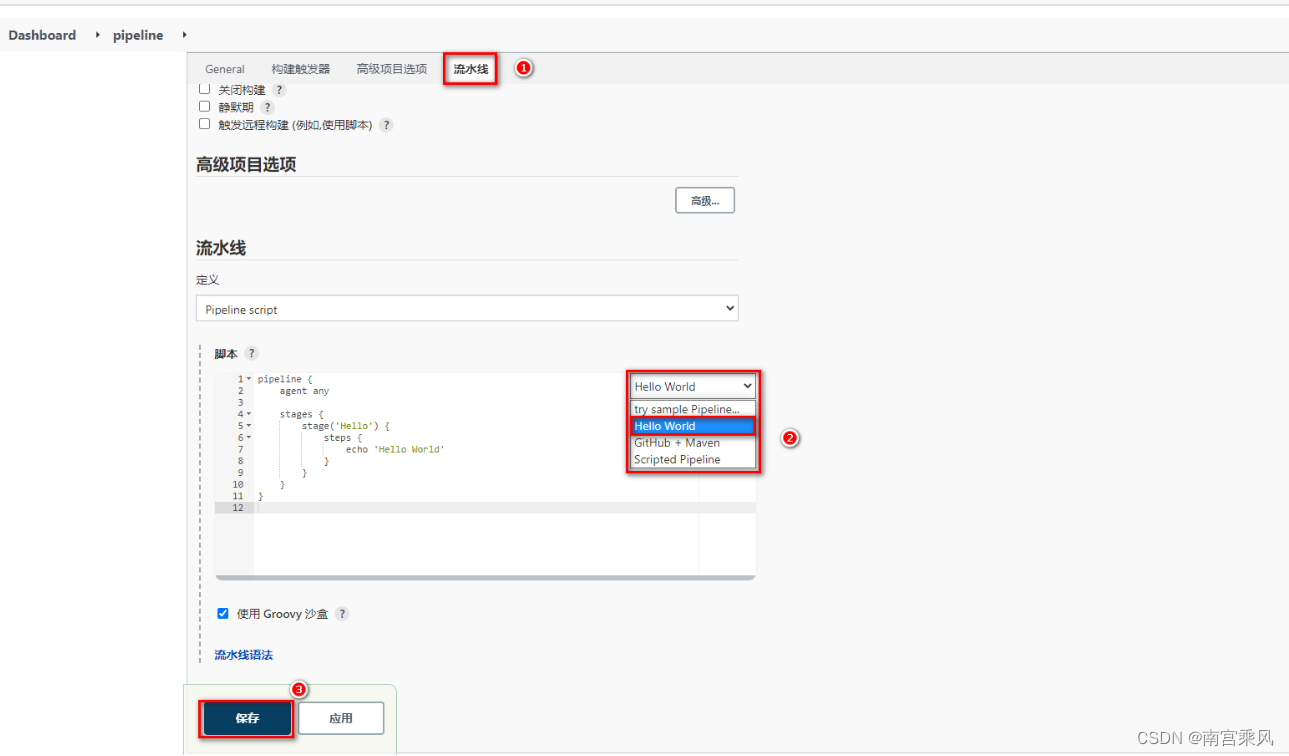 Dashboard pipeline
General 构建触发器 高级项目选项 流水线 1
关闭构建 ?
静默期 ?
触发远程构建 (例如,使用脚本) ?
高级项目选项
高级...
流水线
定义
Pipeline script
脚本 ?
1 pipeline {
2 agent any
3
4 stages {
5 stage('Hello') {
6 steps {
7 echo 'Hello World'
8 }
9 }
10 }
11 }
12
Hello World
try sample Pipeline...
Hello World
GitHub + Maven
Scripted Pipeline
2
使用 Groovy 沙盒 ?
流水线语法
3
保存 应用
CSDN @南宫乘风